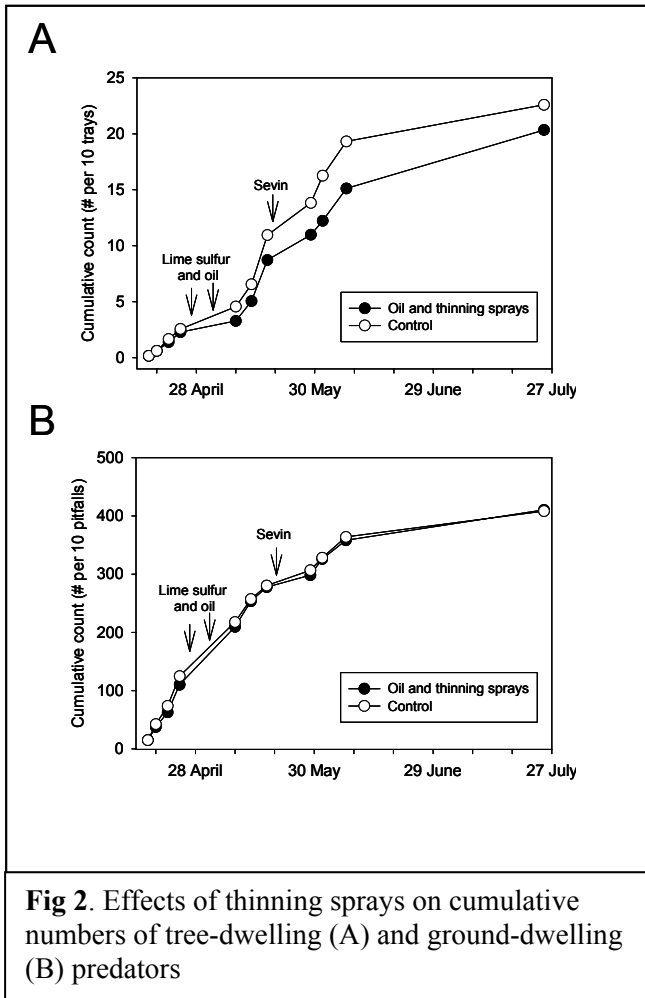 A
Cumulative count (# per 10 trays)
25
20
15
10
5
0
Sevin
Lime sulfur
and oil
Oil and thinning sprays
Control
28 April 30 May 29 June 27 July
B
Cumulative count (# per 10 pitfalls)
500
400
300
200
100
0
Sevin
Lime sulfur
and oil
Oil and thinning sprays
Control
28 April 30 May 29 June 27 July
Fig 2. Effects of thinning sprays on cumulative
numbers of tree-dwelling (A) and ground-dwelling
(B) predators